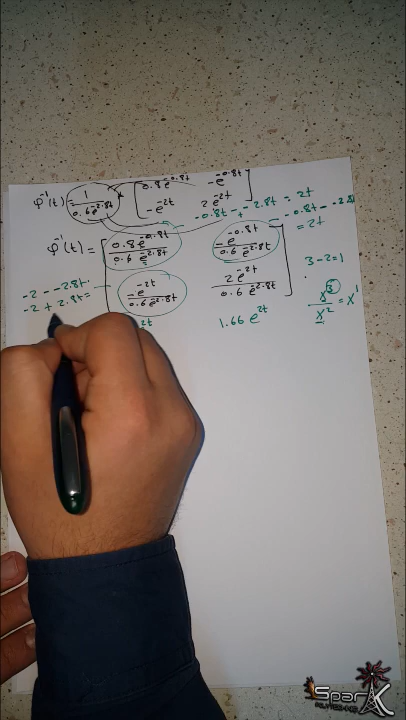 φ⁻¹(t) = 1 / 0.6e^-2.8t [ 0.8e^-0.8t -e^-0.8t
-e^-2t 2e^-2t ]
-0.8t + -2.8t = 2t
-0.8t - -2.8t = 2t
φ⁻¹(t) = [ 0.8e^-0.8t / 0.6e^-2.8t -e^-0.8t / 0.6e^-2.8t
-e^-2t / 0.6e^-2.8t 2e^-2t / 0.6e^-2.8t ]
3-2=1
x³ / x² = x¹
-2 - -2.8t
-2 + 2.8t =
2t 1.66 e^2t
Spark